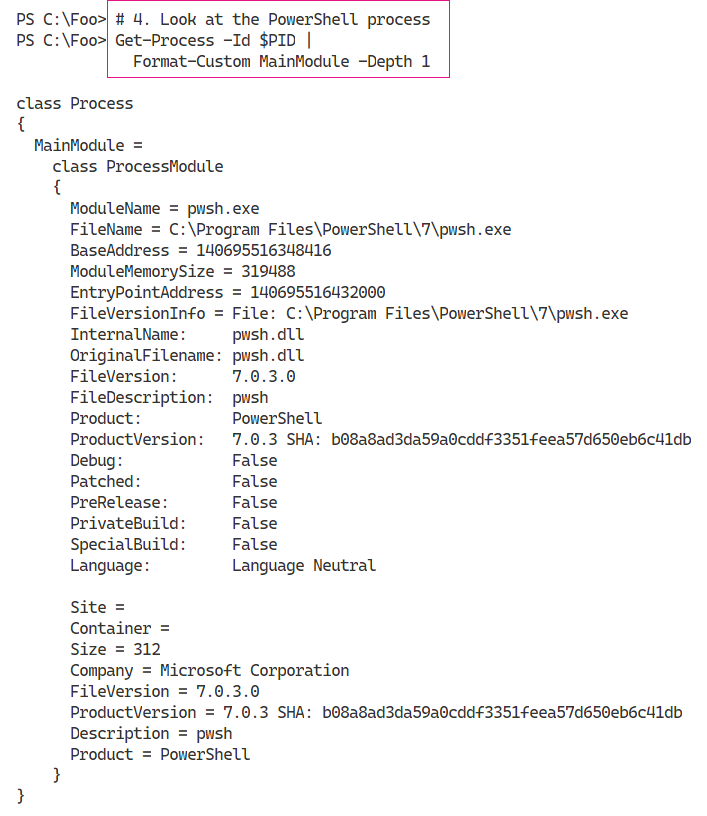 PS C:\Foo> # 4. Look at the PowerShell process
PS C:\Foo> Get-Process -Id $PID |
             Format-Custom MainModule -Depth 1

class Process
{
  MainModule =
    class ProcessModule
    {
      ModuleName = pwsh.exe
      FileName = C:\Program Files\PowerShell\7\pwsh.exe
      BaseAddress = 140695516348416
      ModuleMemorySize = 319488
      EntryPointAddress = 140695516432000
      FileVersionInfo = File: C:\Program Files\PowerShell\7\pwsh.exe
      InternalName:     pwsh.dll
      OriginalFilename: pwsh.dll
      FileVersion:      7.0.3.0
      FileDescription:  pwsh
      Product:          PowerShell
      ProductVersion:   7.0.3 SHA: b08a8ad3da59a0cddf3351feea57d650eb6c41db
      Debug:            False
      Patched:          False
      PreRelease:       False
      PrivateBuild:     False
      SpecialBuild:     False
      Language:         Language Neutral

      Site =
      Container =
      Size = 312
      Company = Microsoft Corporation
      FileVersion = 7.0.3.0
      ProductVersion = 7.0.3 SHA: b08a8ad3da59a0cddf3351feea57d650eb6c41db
      Description = pwsh
      Product = PowerShell
    }
}